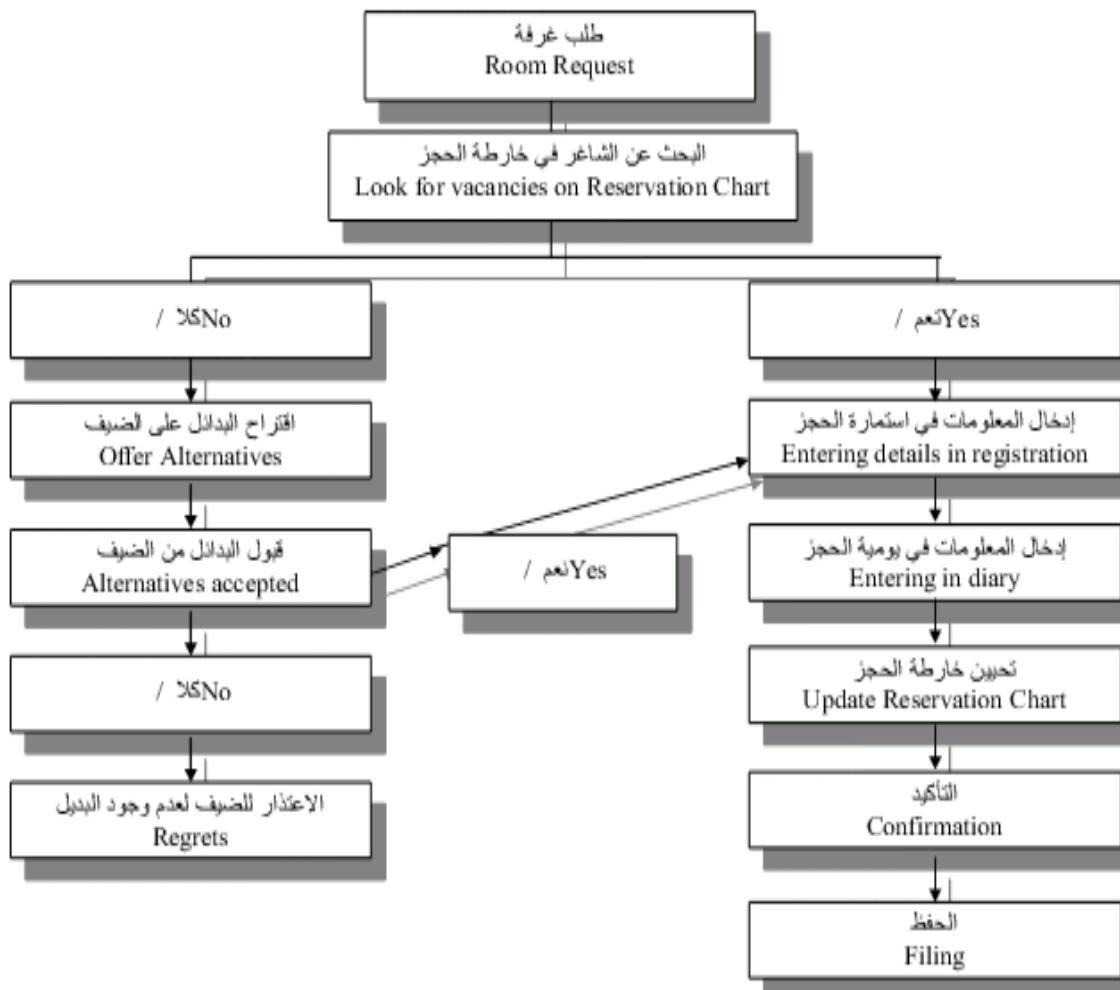 طلب غرفة
Room Request
البحث عن الشاغر في خارطة الحجز
Look for vacancies on Reservation Chart
كلا / No
نعم / Yes
اقتراح البدائل على الضيف
Offer Alternatives
إدخال المعلومات في استمارة الحجز
Entering details in registration
قبول البدائل من الضيف
Alternatives accepted
نعم / Yes
إدخال المعلومات في يومية الحجز
Entering in diary
كلا / No
تحيين خارطة الحجز
Update Reservation Chart
الاعتذار للضيف لعدم وجود البديل
Regrets
التأكيد
Confirmation
الحفظ
Filing